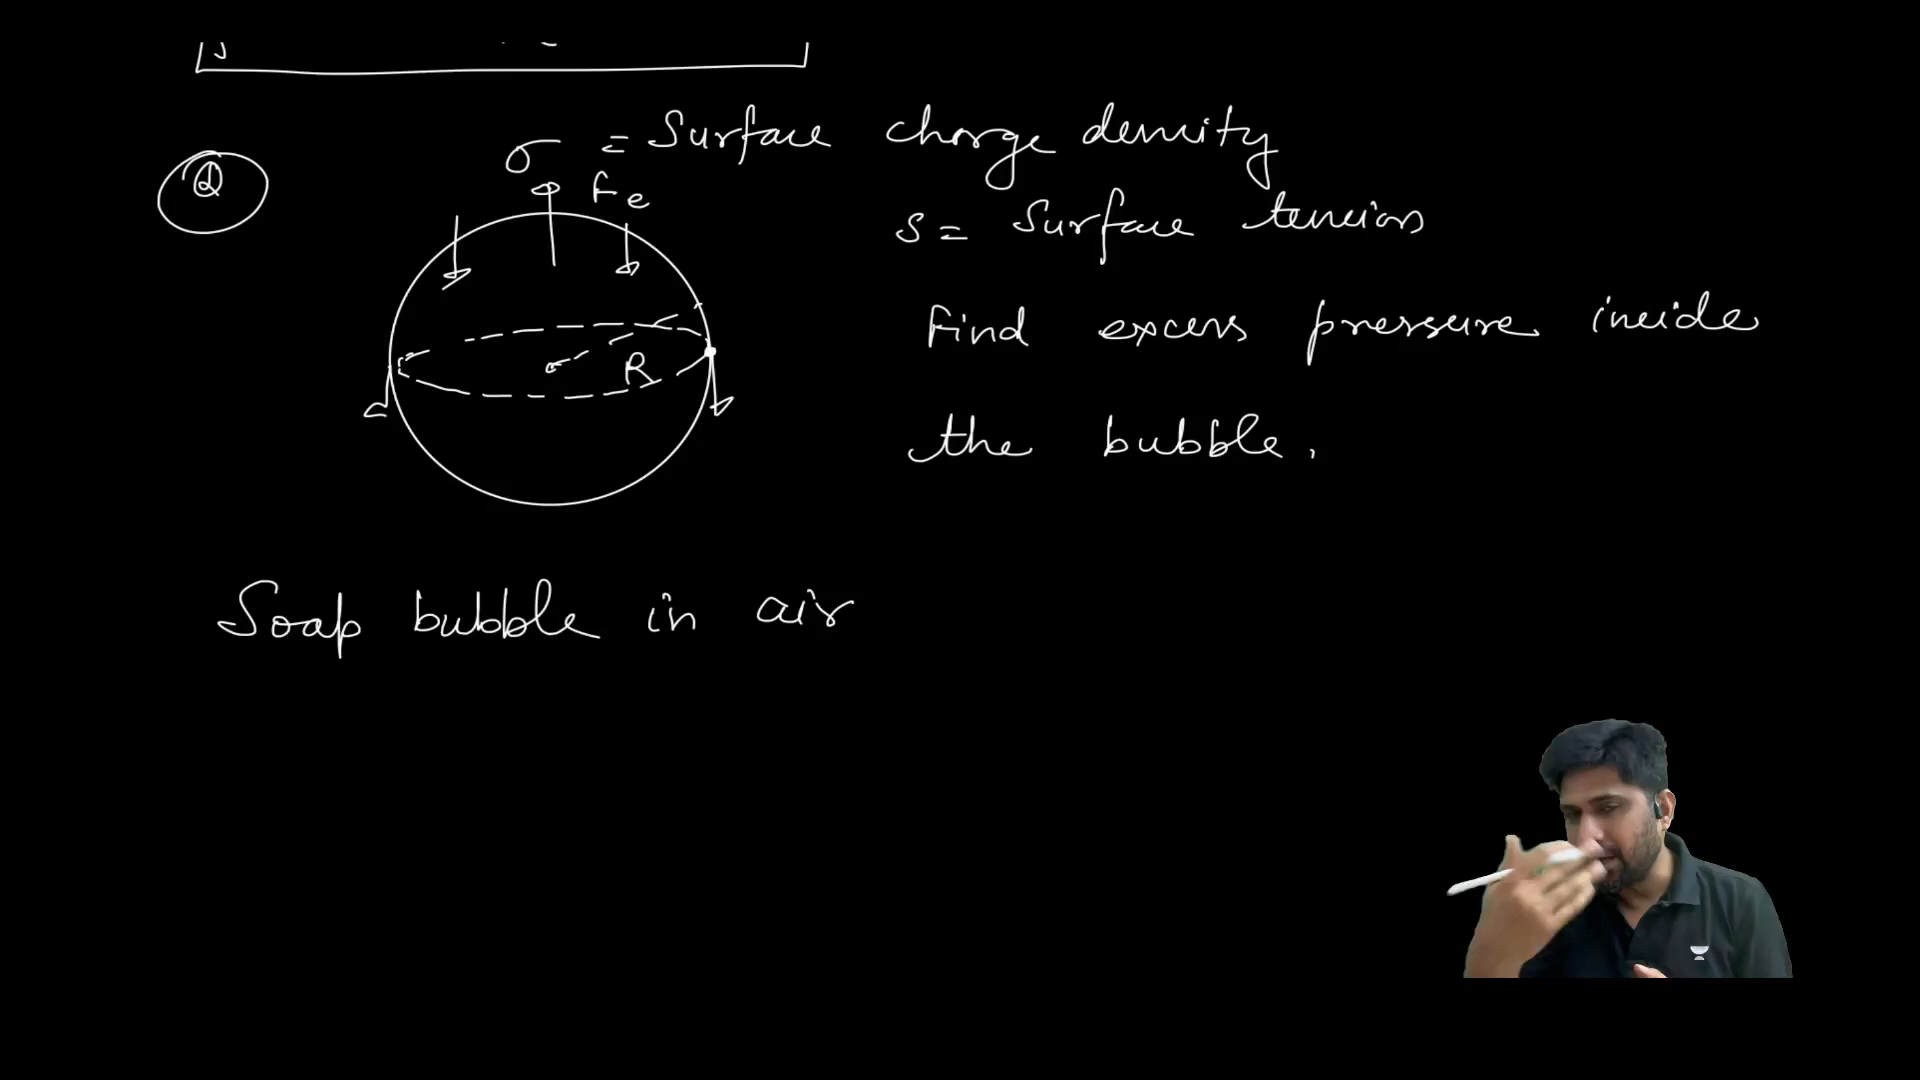 Q
σ = Surface charge density
Fe
S = Surface tension
R
Find excess pressure inside
the bubble.
Soap bubble in air